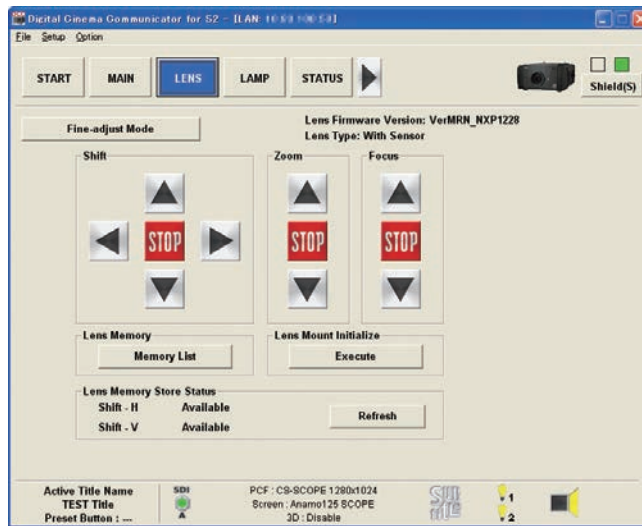 Digital Cinema Communicator for S2 - [LAN:
File Setup Option
START MAIN LENS LAMP STATUS
Shield(S)
Fine-adjust Mode
Lens Firmware Version: VerMRN_NXP1228
Lens Type: With Sensor
Shift Zoom Focus
STOP STOP STOP
Lens Memory Lens Mount Initialize
Memory List Execute
Lens Memory Store Status
Shift - H Available
Shift - V Available
Refresh
Active Title Name
TEST Title
Preset Button : ---
SDI
A
PCF : CS-SCOPE 1280x1024
Screen : Anamo125 SCOPE
3D : Disable
1
2